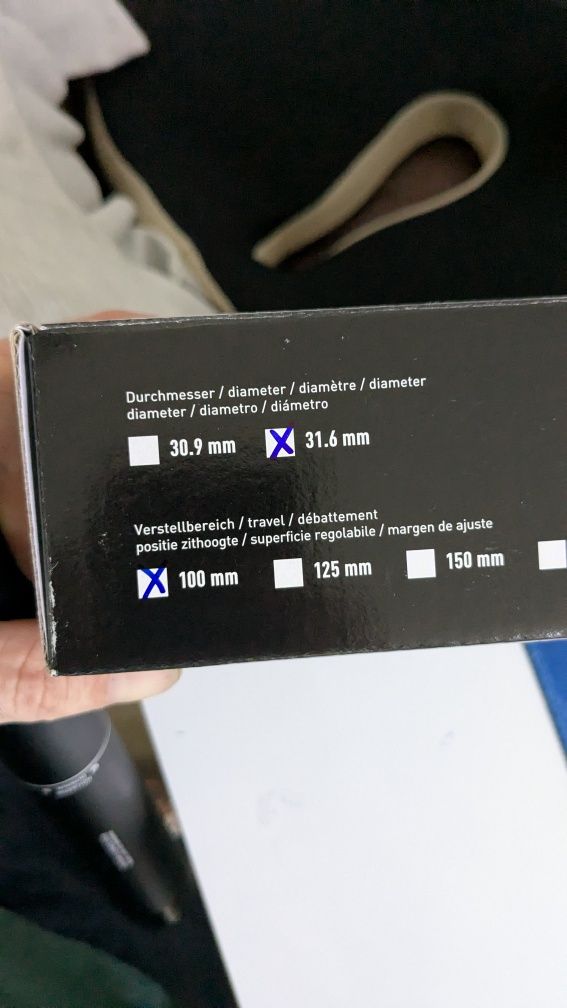 Durchmesser / diameter / diamètre / diameter
diameter / diametro / diámetro
30.9 mm 31.6 mm
Verstellbereich / travel / débattement
positie zithoogte / superficie regolabile / margen de ajuste
100 mm 125 mm 150 mm